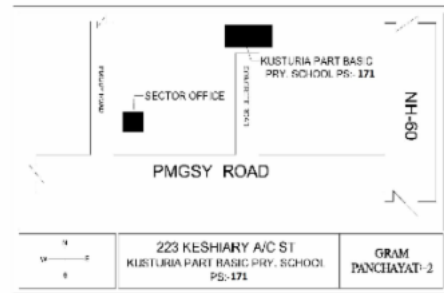 KUSTURIA PART BASIC
PRY. SCHOOL PS:- 171
SECTOR OFFICE
NH-60
PMGSY ROAD
N
W
S
223 KESHIARY A/C ST
KUSTURIA PART BASIC PRY. SCHOOL
PS:-171
GRAM
PANCHAYAT:-2